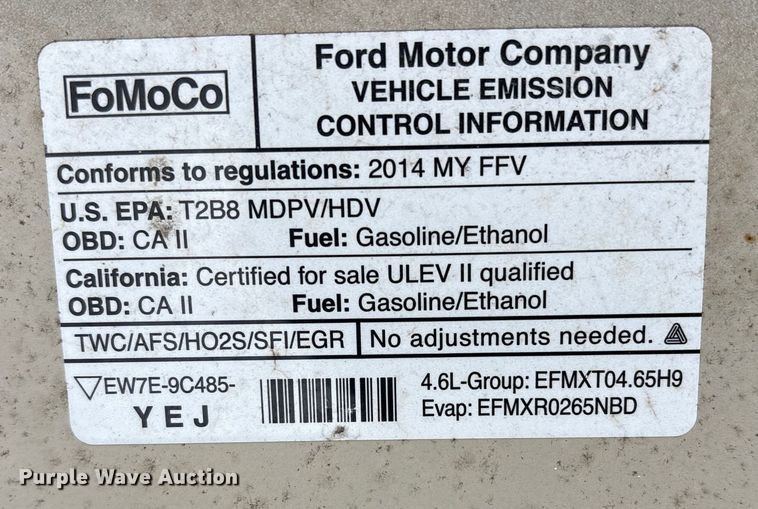 FoMoCo
Ford Motor Company
VEHICLE EMISSION
CONTROL INFORMATION
Conforms to regulations: 2014 MY FFV
U.S. EPA: T2B8 MDPV/HDV
OBD: CA II Fuel: Gasoline/Ethanol
California: Certified for sale ULEV II qualified
OBD: CA II Fuel: Gasoline/Ethanol
TWC/AFS/HO2S/SFI/EGR No adjustments needed.
EW7E-9C485-
YEJ
4.6L-Group: EFMXT04.65H9
Evap: EFMXR0265NBD
Purple Wave Auction